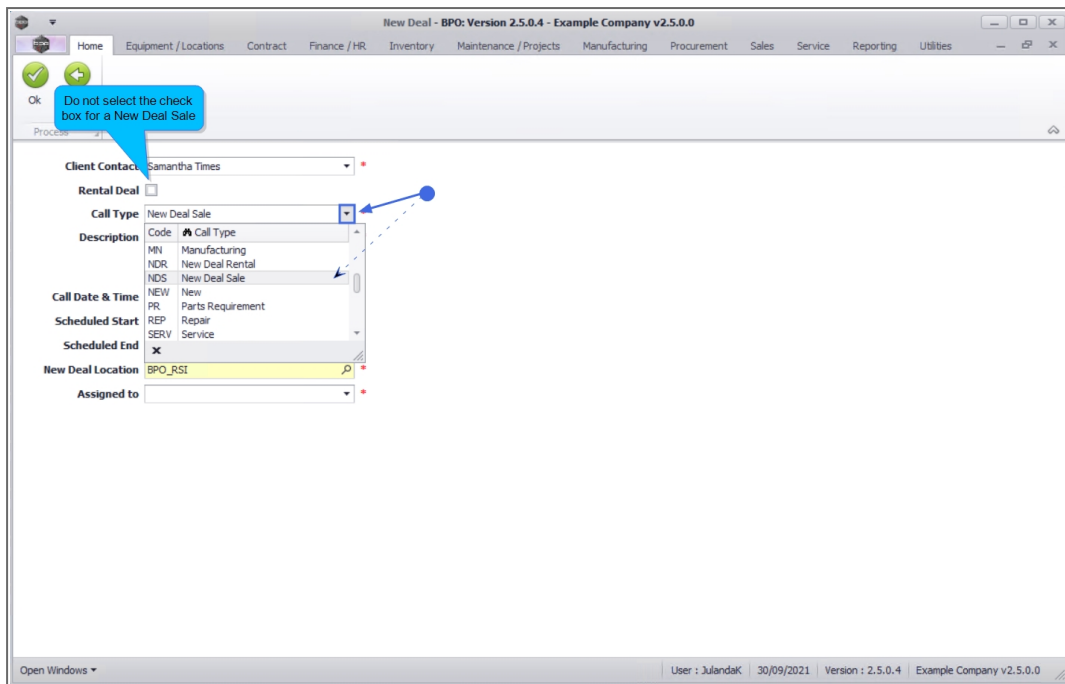 New Deal - BPO: Version 2.5.0.4 - Example Company v2.5.0.0
Home Equipment / Locations Contract Finance / HR Inventory Maintenance / Projects Manufacturing Procurement Sales Service Reporting Utilities
Ok
Do not select the check
box for a New Deal Sale
Process
Client Contact Samantha Times *
Rental Deal
Call Type New Deal Sale
Description
Code Call Type
MN Manufacturing
NDR New Deal Rental
NDS New Deal Sale
NEW New
PR Parts Requirement
REP Repair
SERV Service
Call Date & Time
Scheduled Start
Scheduled End
New Deal Location BPO_RSI *
Assigned to *
Open Windows
User : JulandaK 30/09/2021 Version : 2.5.0.4 Example Company v2.5.0.0